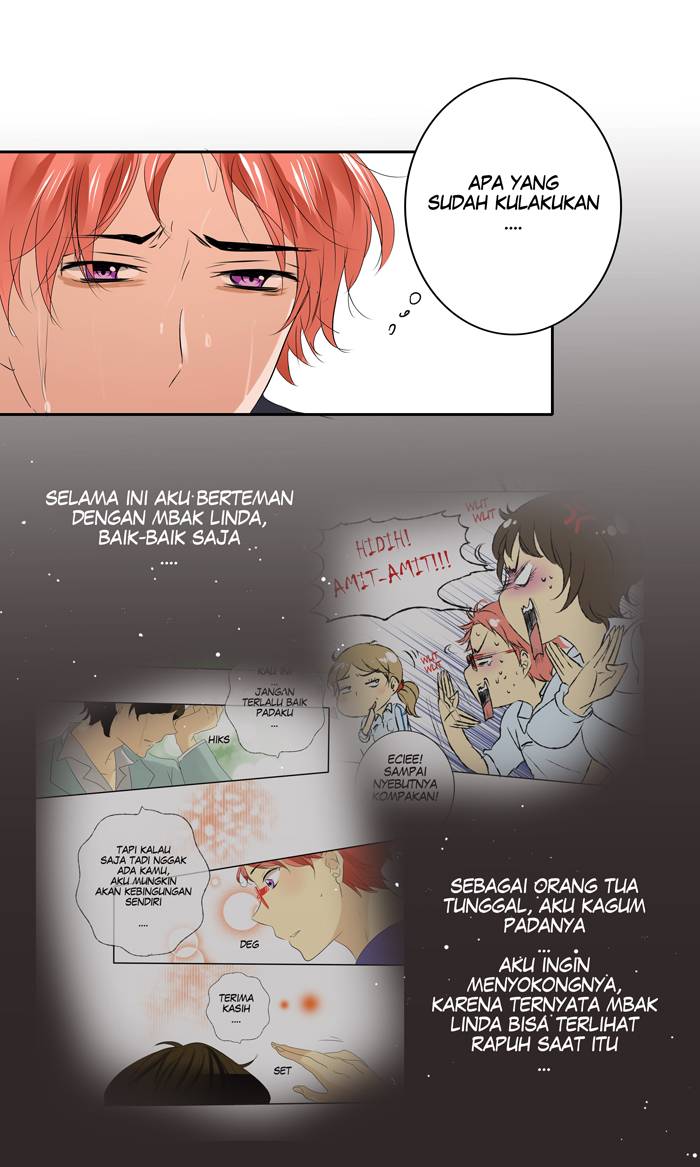 APA YANG
SUDAH KULAKUKAN
....
SELAMA INI AKU BERTEMAN
DENGAN MBAK LINDA,
BAIK-BAIK SAJA
....
WUT
WUT
HIDIH!
AMIT-AMIT!!!
WUT
WUT
KAU INI
...
JANGAN
TERLALU BAIK
PADAKU
...
HIKS
ECIEE!
SAMPAI
NYEBUTNYA
KOMPAKAN!
TAPI KALAU
SAJA TADI NGGAK
ADA KAMU,
AKU MUNGKIN
AKAN KEBINGUNGAN
SENDIRI
....
DEG
TERIMA
KASIH
....
SET
SEBAGAI ORANG TUA
TUNGGAL, AKU KAGUM
PADANYA
...
AKU INGIN
MENYOKONGNYA,
KARENA TERNYATA MBAK
LINDA BISA TERLIHAT
RAPUH SAAT ITU
...